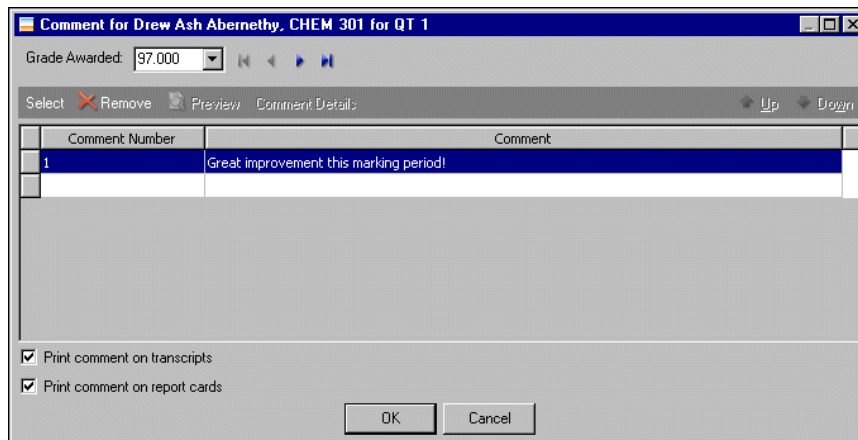 Comment for Drew Ash Abernethy, CHEM 301 for QT 1
Grade Awarded: 97.000
Select Remove Preview Comment Details Up Down
Comment Number Comment
1 Great improvement this marking period!
Print comment on transcripts
Print comment on report cards
OK Cancel